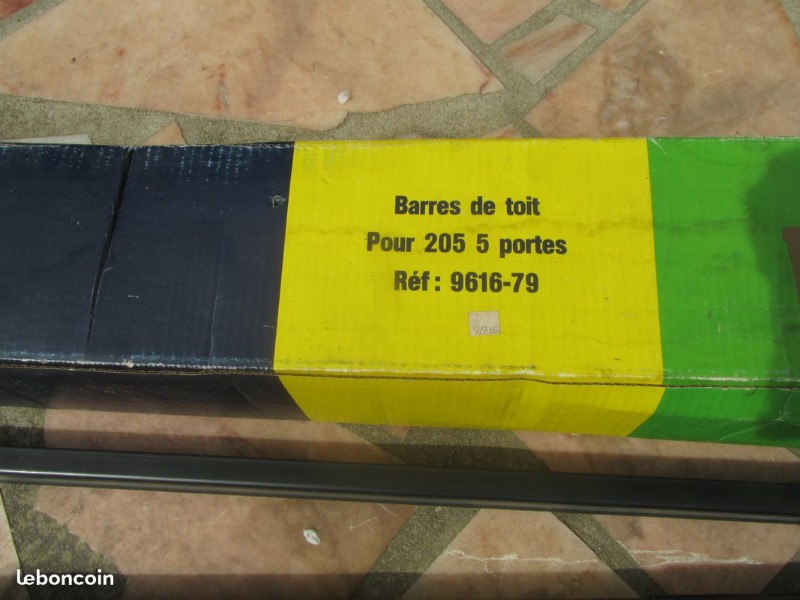 Barres de toit
Pour 205 5 portes
Réf : 9616-79
leboncoin